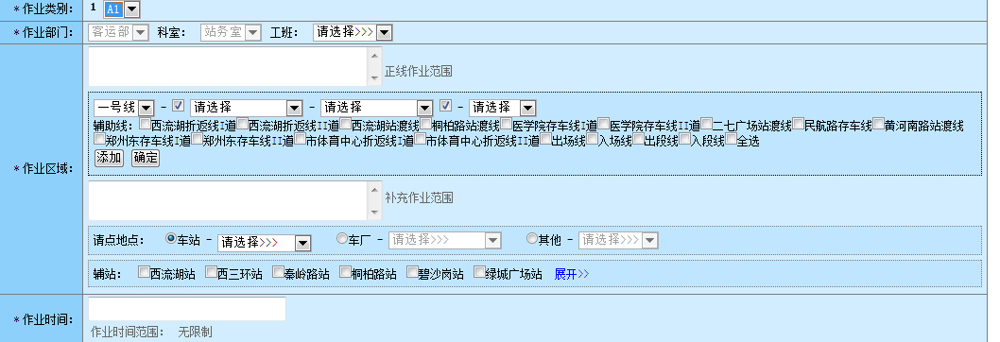 *作业类别： 1 A1
*作业部门： 客运部 科室： 站务室 工班： 请选择>>>
正线作业范围
一号线 - 请选择 - 请选择 - 请选择
辅助线： 西流湖折返线I道 西流湖折返线II道 西流湖站渡线 桐柏路站渡线 医学院存车线I道 医学院存车线II道 二七广场站渡线 民航路存车线 黄河南路站渡线
郑州东存车线I道 郑州东存车线II道 市体育中心折返线I道 市体育中心折返线II道 出场线 入场线 出段线 入段线 全选
添加 确定
*作业区域：
补充作业范围
请点地点： 车站 - 请选择>>> 车厂 - 请选择>>> 其他 - 请选择>>>
辅站： 西流湖站 西三环站 秦岭路站 桐柏路站 碧沙岗站 绿城广场站 展开>>
*作业时间：
作业时间范围： 无限制